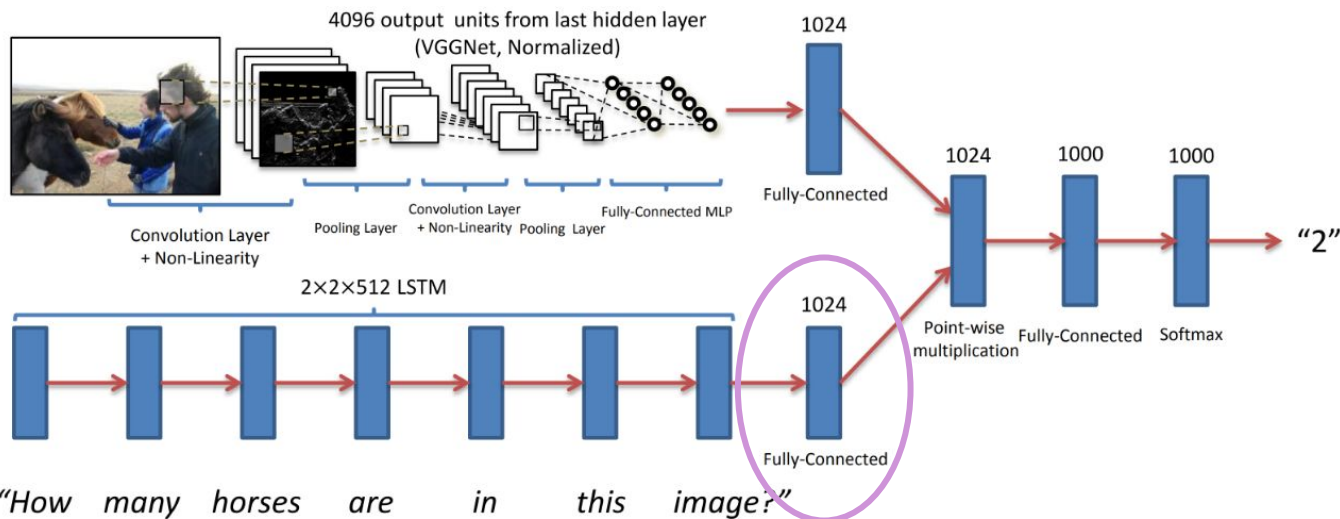 4096 output units from last hidden layer
(VGGNet, Normalized)
1024
Fully-Connected
Convolution Layer
+ Non-Linearity
Pooling Layer
Convolution Layer
+ Non-Linearity
Pooling Layer
Fully-Connected MLP
1024
1000
1000
"2"
2×2×512 LSTM
1024
Point-wise
multiplication
Fully-Connected
Softmax
Fully-Connected
"How many horses are in this image?"